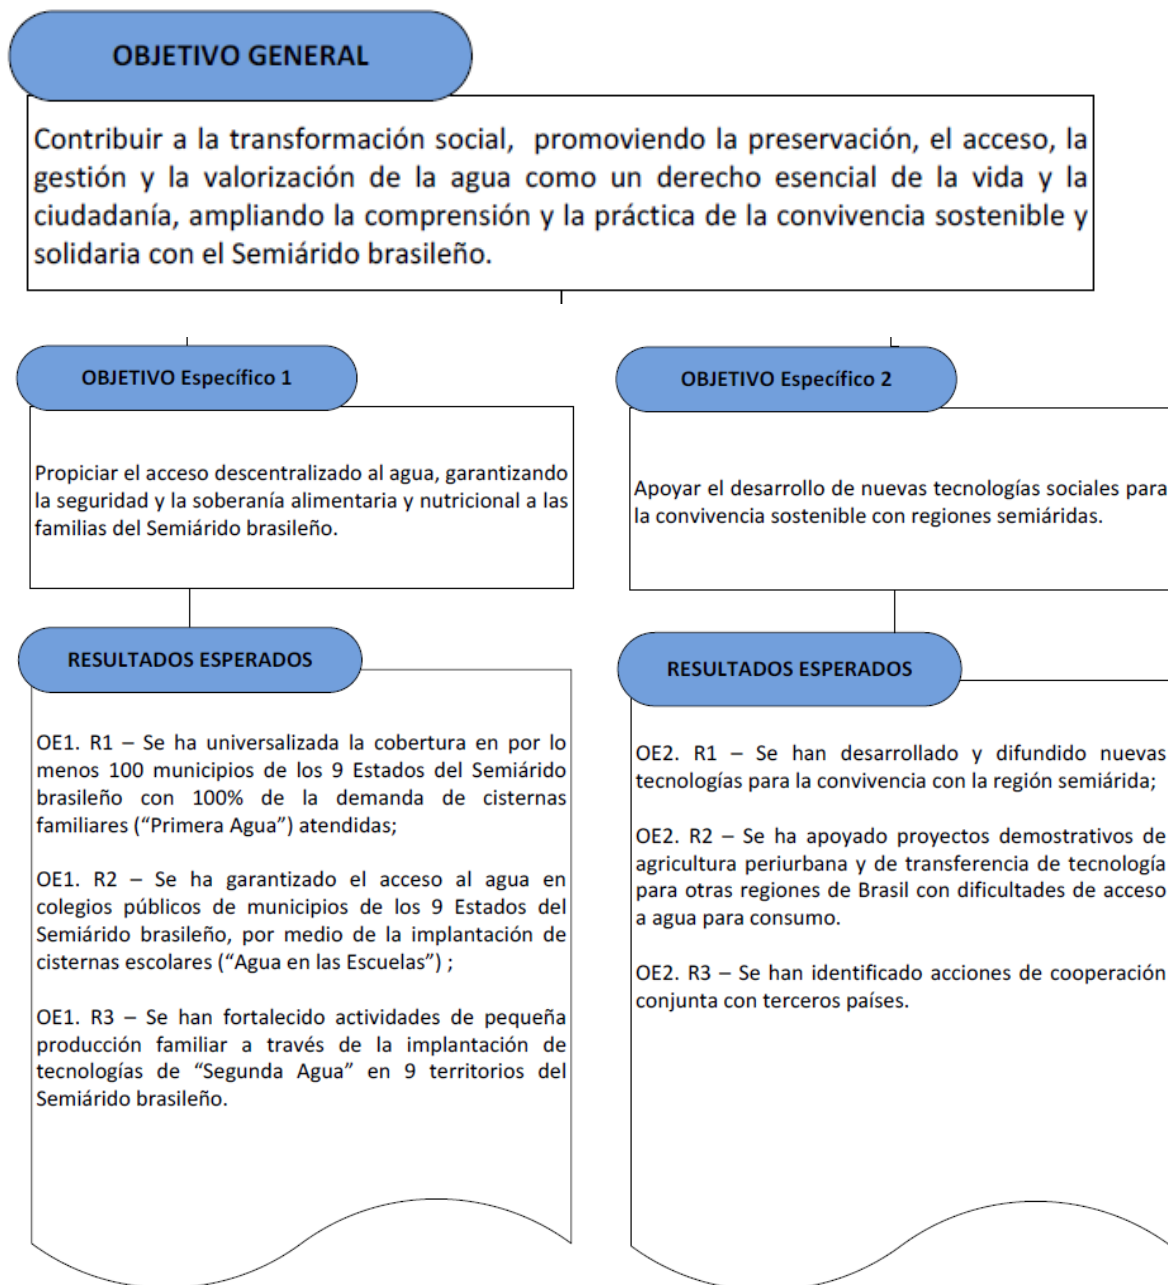 OBJETIVO GENERAL
Contribuir a la transformación social, promoviendo la preservación, el acceso, la
gestión y la valorización de la agua como un derecho esencial de la vida y la
ciudadanía, ampliando la comprensión y la práctica de la convivencia sostenible y
solidaria con el Semiárido brasileño.
OBJETIVO Específico 1
Propiciar el acceso descentralizado al agua, garantizando
la seguridad y la soberanía alimentaria y nutricional a las
familias del Semiárido brasileño.
RESULTADOS ESPERADOS
OE1. R1 – Se ha universalizada la cobertura en por lo
menos 100 municipios de los 9 Estados del Semiárido
brasileño con 100% de la demanda de cisternas
familiares (“Primera Agua”) atendidas;
OE1. R2 – Se ha garantizado el acceso al agua en
colegios públicos de municipios de los 9 Estados del
Semiárido brasileño, por medio de la implantación de
cisternas escolares (“Agua en las Escuelas”) ;
OE1. R3 – Se han fortalecido actividades de pequeña
producción familiar a través de la implantación de
tecnologías de “Segunda Agua” en 9 territorios del
Semiárido brasileño.
OBJETIVO Específico 2
Apoyar el desarrollo de nuevas tecnologías sociales para
la convivencia sostenible con regiones semiáridas.
RESULTADOS ESPERADOS
OE2. R1 – Se han desarrollado y difundido nuevas
tecnologías para la convivencia con la región semiárida;
OE2. R2 – Se ha apoyado proyectos demostrativos de
agricultura periurbana y de transferencia de tecnología
para otras regiones de Brasil con dificultades de acceso
a agua para consumo.
OE2. R3 – Se han identificado acciones de cooperación
conjunta con terceros países.